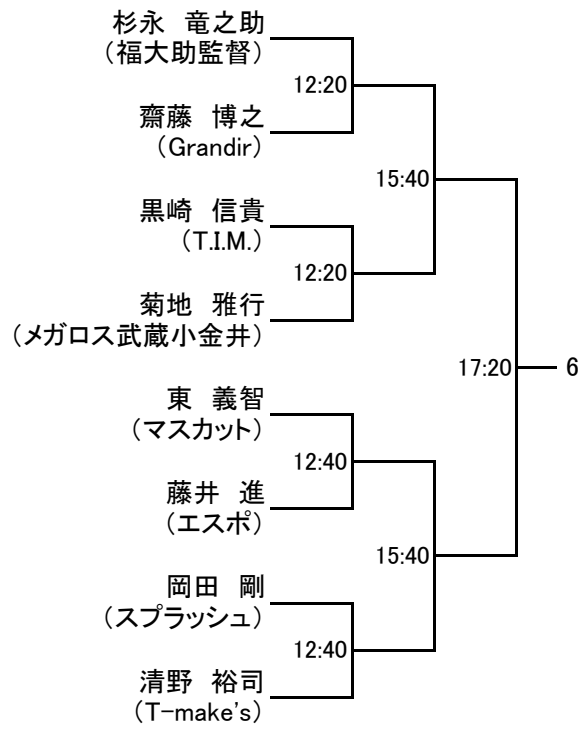 杉永　竜之助
（福大助監督）
12:20
齋藤　博之
（Grandir）
15:40
黒崎　信貴
（T.I.M.）
12:20
菊地　雅行
（メガロス武蔵小金井）
17:20
6
東　義智
（マスカット）
12:40
藤井　進
（エスポ）
15:40
岡田　剛
（スプラッシュ）
12:40
清野　裕司
（T-make's）